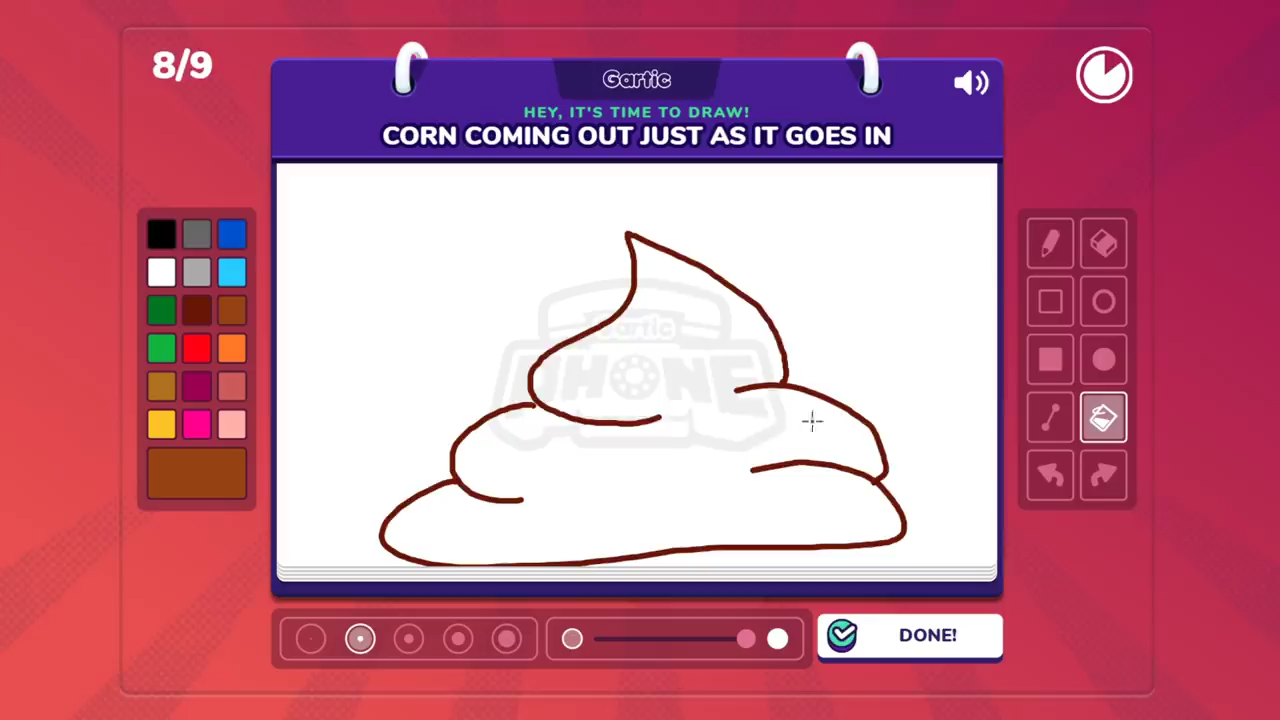 8/9
Gartic
HEY, IT'S TIME TO DRAW!
CORN COMING OUT JUST AS IT GOES IN
Gartic
PHONE
DONE!